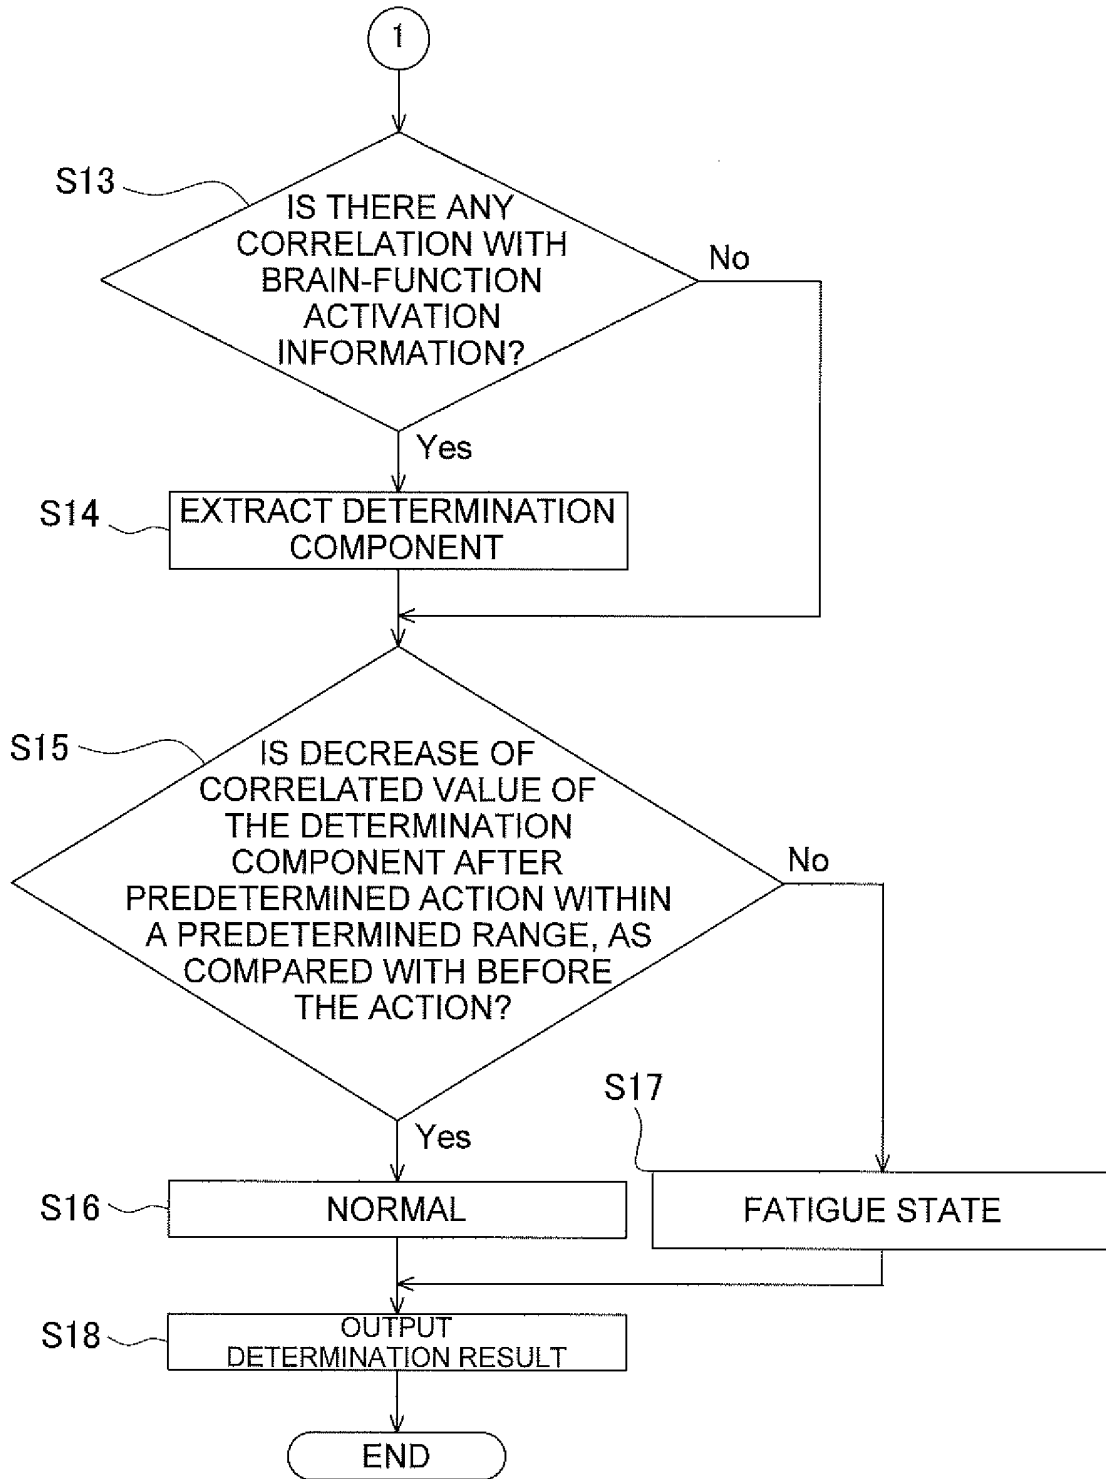 1
S13
IS THERE ANY
CORRELATION WITH
BRAIN-FUNCTION
ACTIVATION
INFORMATION?
No
Yes
S14
EXTRACT DETERMINATION
COMPONENT
S15
IS DECREASE OF
CORRELATED VALUE OF
THE DETERMINATION
COMPONENT AFTER
PREDETERMINED ACTION WITHIN
A PREDETERMINED RANGE, AS
COMPARED WITH BEFORE
THE ACTION?
No
Yes
S17
S16
NORMAL
FATIGUE STATE
S18
OUTPUT
DETERMINATION RESULT
END